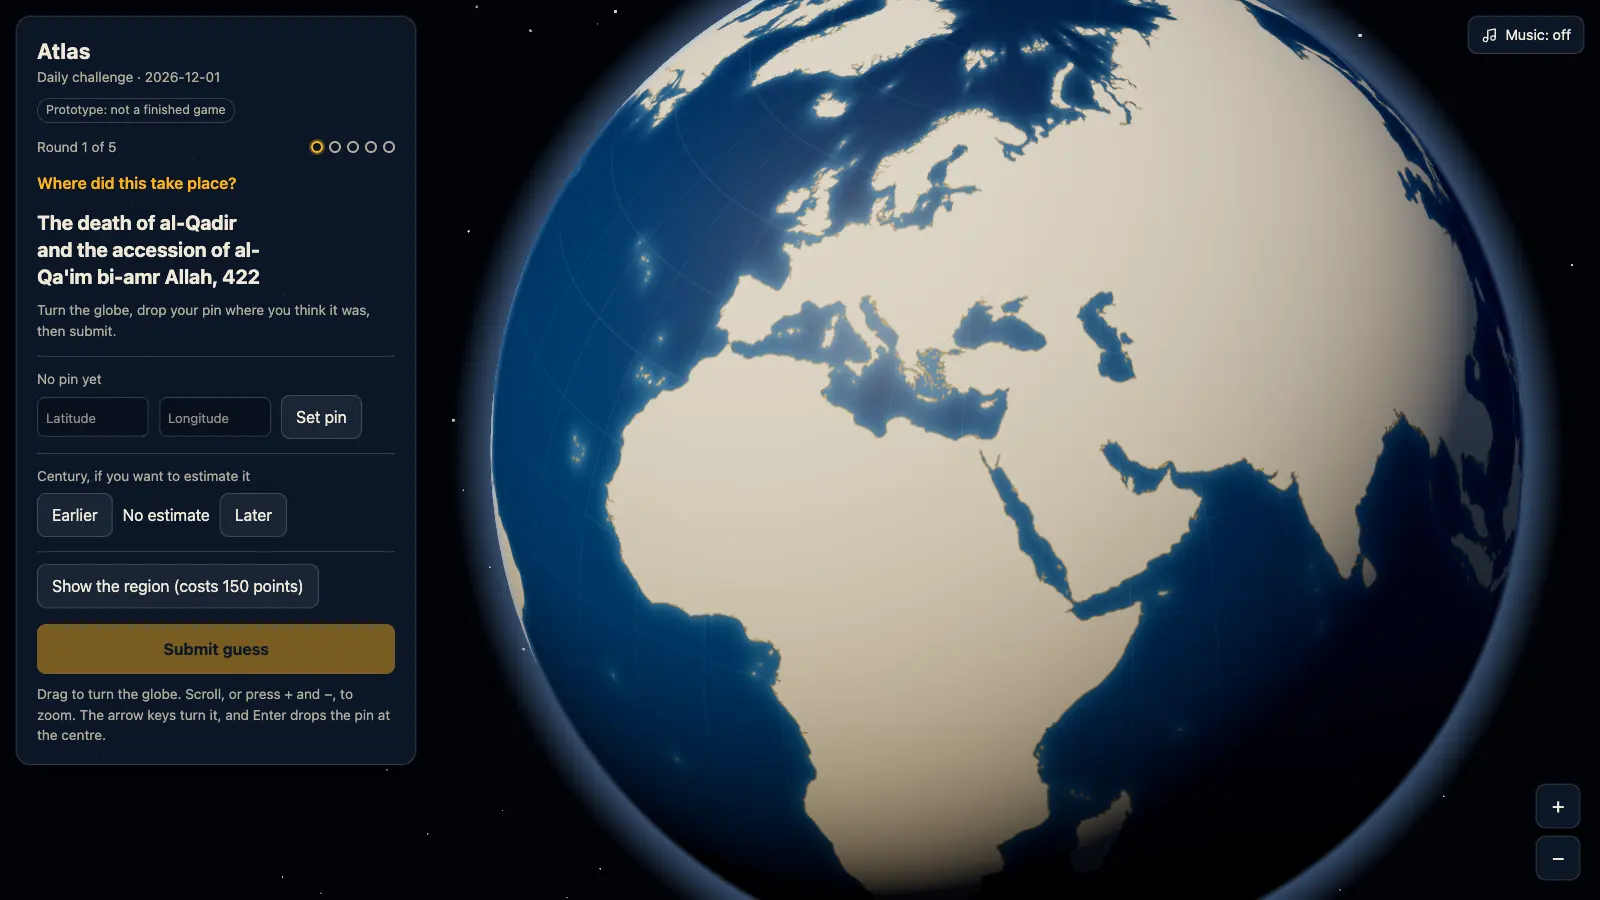 Atlas
Daily challenge · 2026-12-01
Prototype: not a finished game
Round 1 of 5
Where did this take place?
The death of al-Qadir
and the accession of al-
Qa'im bi-amr Allah, 422
Turn the globe, drop your pin where you think it was,
then submit.
No pin yet
Latitude
Longitude
Set pin
Century, if you want to estimate it
Earlier
No estimate
Later
Show the region (costs 150 points)
Submit guess
Drag to turn the globe. Scroll, or press + and −, to
zoom. The arrow keys turn it, and Enter drops the pin at
the centre.
Music: off
+
−